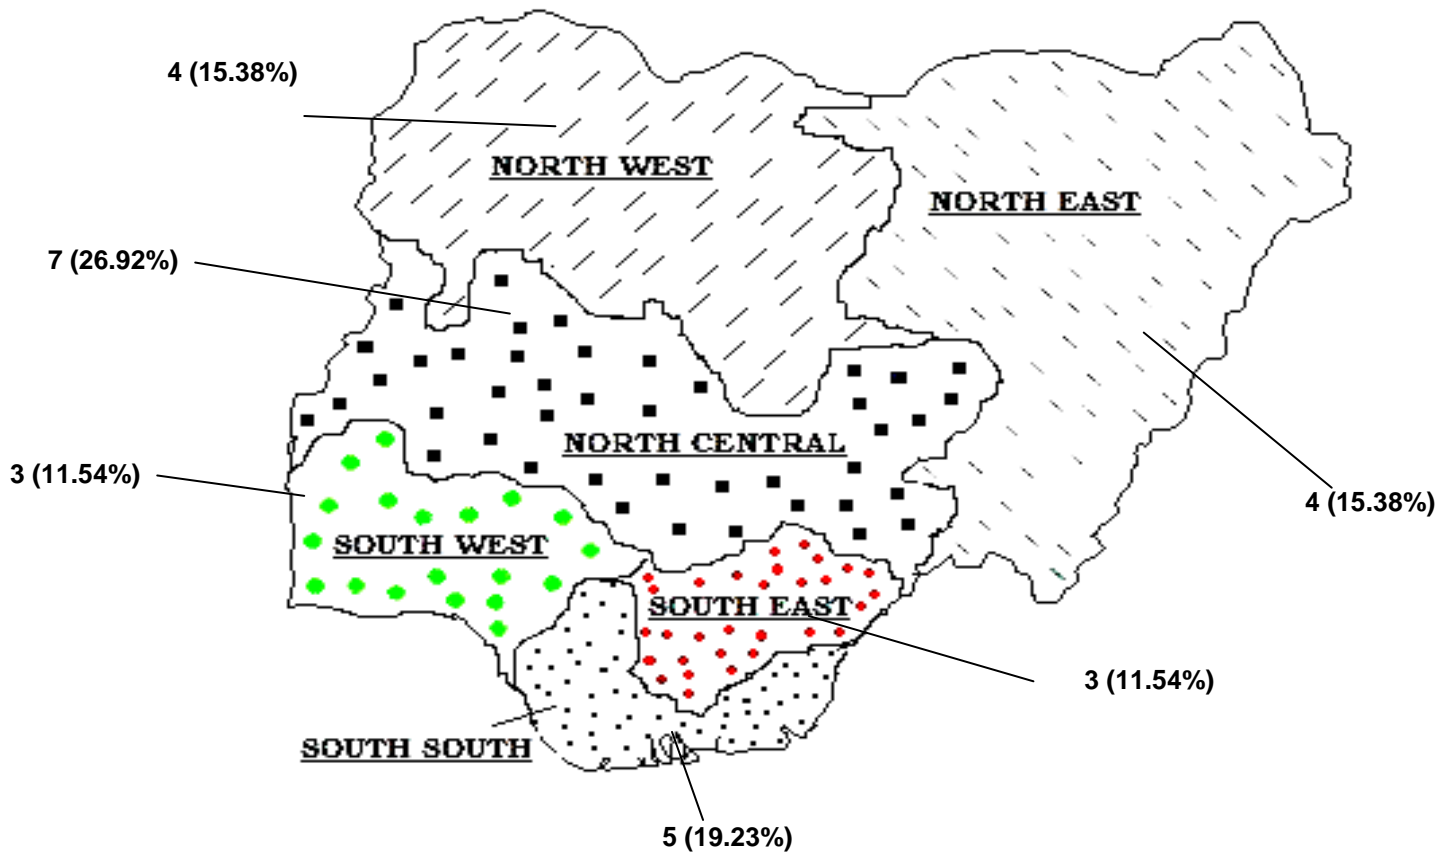 4 (15.38%)
NORTH WEST
NORTH EAST
7 (26.92%)
NORTH CENTRAL
3 (11.54%)
4 (15.38%)
SOUTH WEST
SOUTH EAST
3 (11.54%)
SOUTH SOUTH
5 (19.23%)